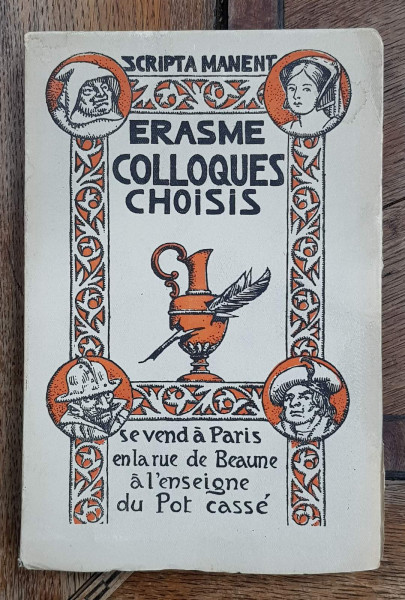 SCRIPTA MANENT
ERASME
COLLOQUES
CHOISIS
se vend à Paris
en la rue de Beaune
à l'enseigne
du Pot cassé